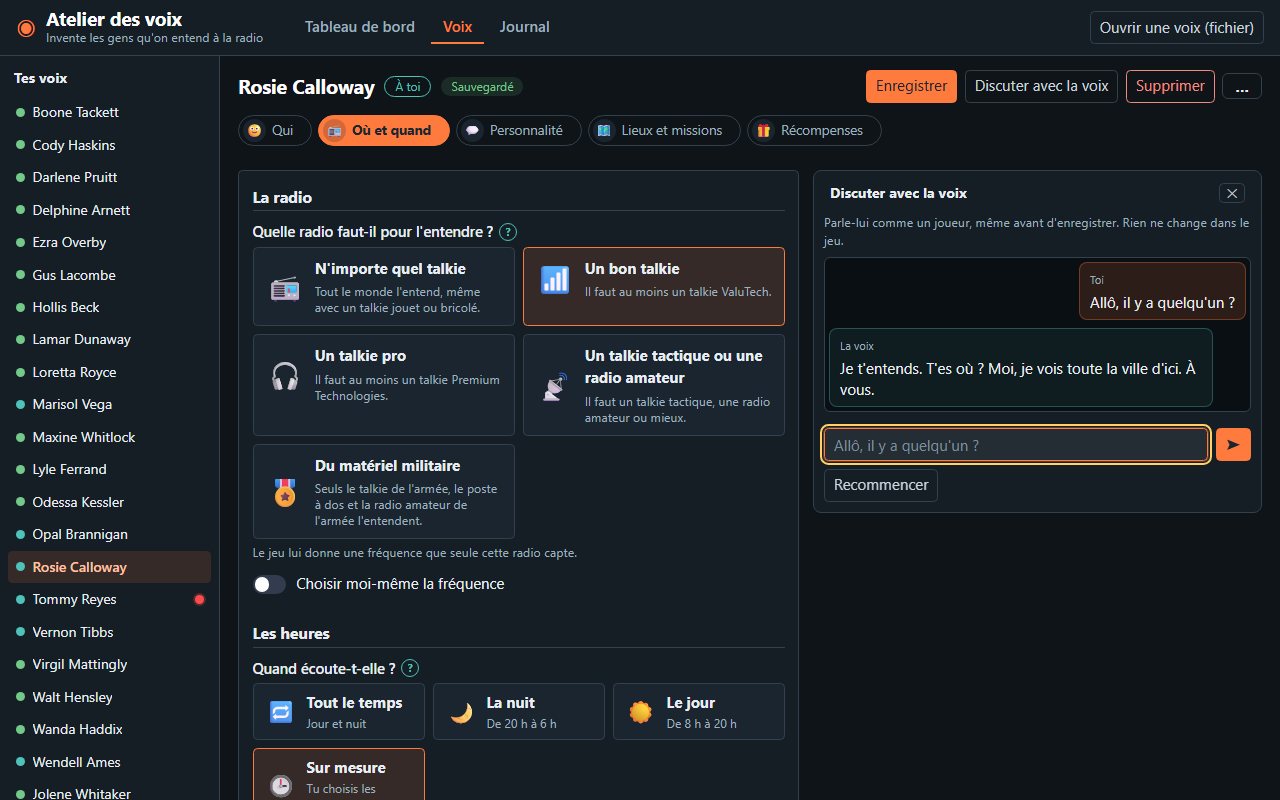 Atelier des voix
Invente les gens qu'on entend à la radio
Tableau de bord
Voix
Journal
Ouvrir une voix (fichier)
Tes voix
Boone Tackett
Cody Haskins
Darlene Pruitt
Delphine Arnett
Ezra Overby
Gus Lacombe
Hollis Beck
Lamar Dunaway
Loretta Royce
Marisol Vega
Maxine Whitlock
Lyle Ferrand
Odessa Kessler
Opal Brannigan
Rosie Calloway
Tommy Reyes
Vernon Tibbs
Virgil Mattingly
Walt Hensley
Wanda Haddix
Wendell Ames
Jolene Whitaker
Rosie Calloway
À toi
Sauvegardé
Enregistrer
Discuter avec la voix
Supprimer
...
Qui
Où et quand
Personnalité
Lieux et missions
Récompenses
La radio
Quelle radio faut-il pour l'entendre ?
?
N'importe quel talkie
Tout le monde l'entend, même
avec un talkie jouet ou bricolé.
Un bon talkie
Il faut au moins un talkie ValuTech.
Un talkie pro
Il faut au moins un talkie Premium
Technologies.
Un talkie tactique ou une
radio amateur
Il faut un talkie tactique, une radio
amateur ou mieux.
Du matériel militaire
Seuls le talkie de l'armée, le poste
à dos et la radio amateur de
l'armée l'entendent.
Le jeu lui donne une fréquence que seule cette radio capte.
Choisir moi-même la fréquence
Les heures
Quand écoute-t-elle ?
?
Tout le temps
Jour et nuit
La nuit
De 20 h à 6 h
Le jour
De 8 h à 20 h
Sur mesure
Tu choisis les
Discuter avec la voix
Parle-lui comme un joueur, même avant d'enregistrer. Rien ne change dans le
jeu.
Toi
Allô, il y a quelqu'un ?
La voix
Je t'entends. T'es où ? Moi, je vois toute la ville d'ici. À
vous.
Allô, il y a quelqu'un ?
Recommencer